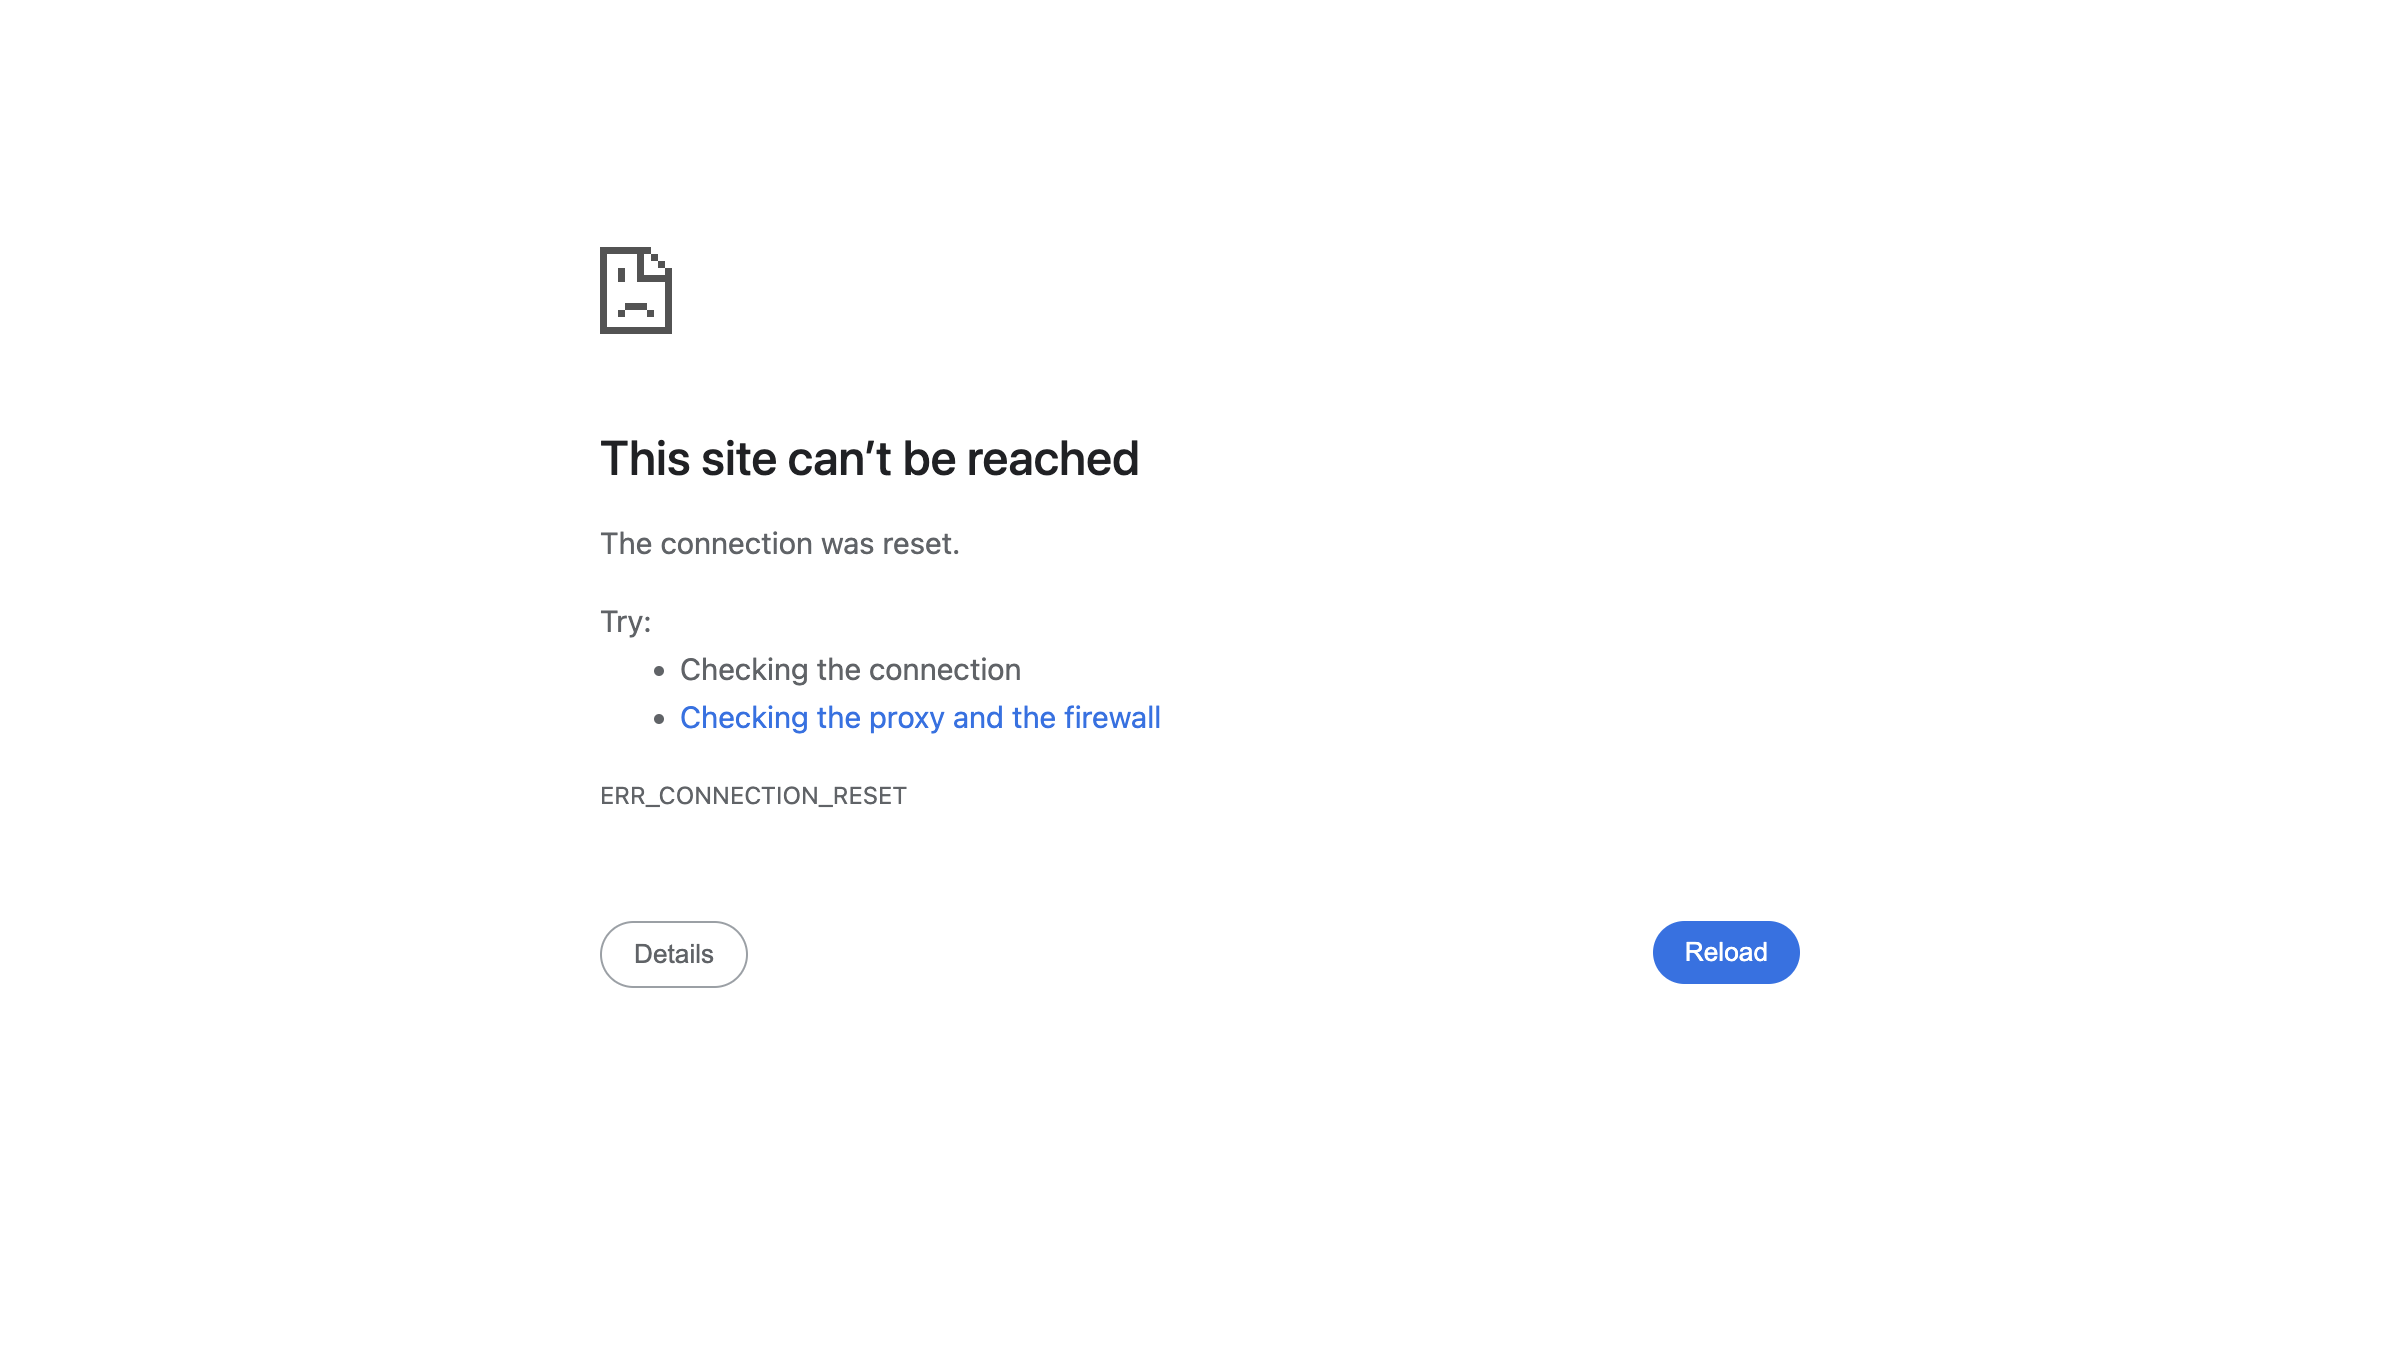 This site can’t be reached
The connection was reset.
Try:
Checking the connection
Checking the proxy and the firewall
ERR_CONNECTION_RESET
Details
Reload